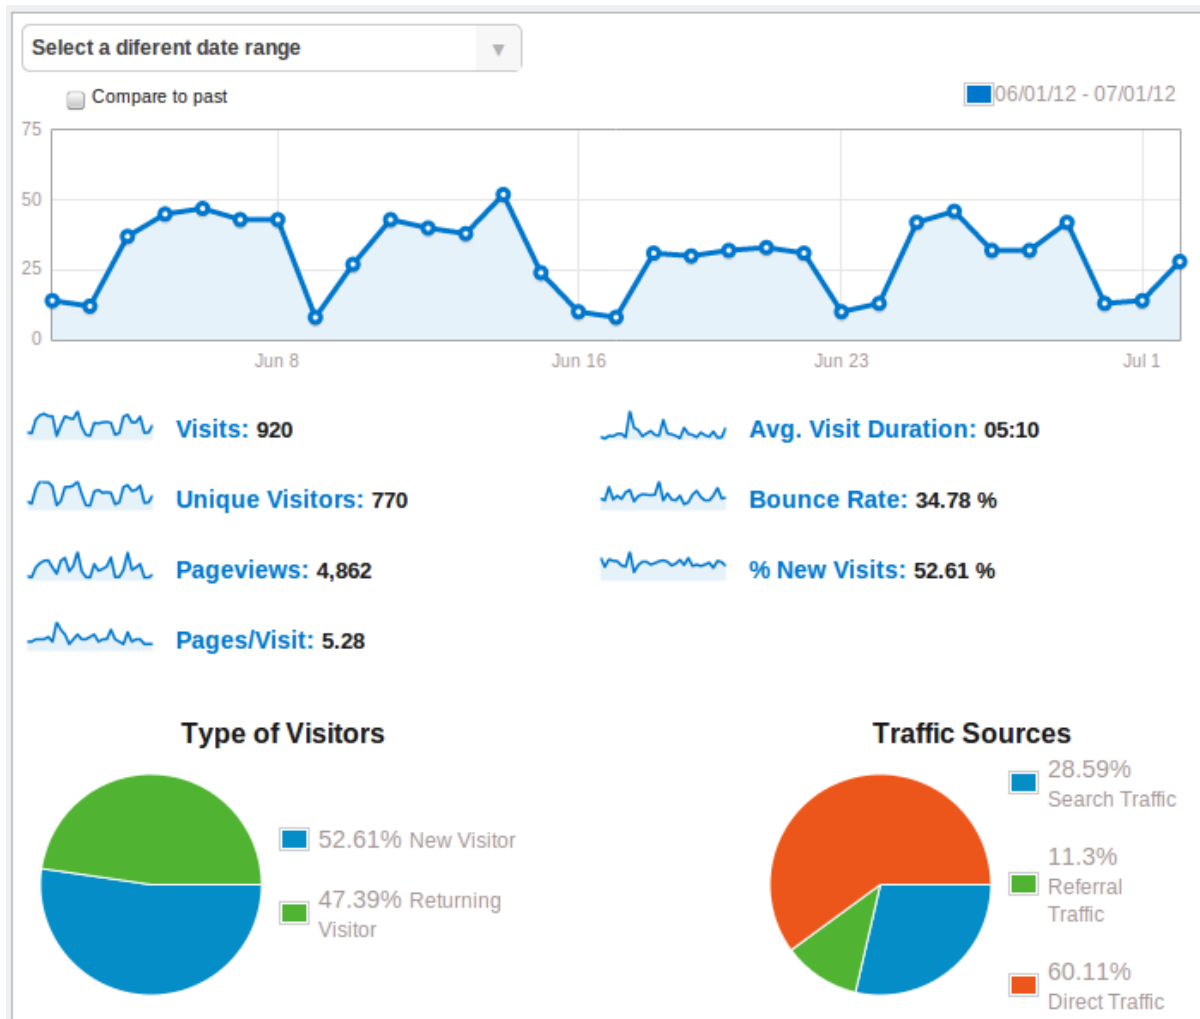 Select a diferent date range
Compare to past
06/01/12 - 07/01/12
75
50
25
0
Jun 8
Jun 16
Jun 23
Jul 1
Visits: 920
Avg. Visit Duration: 05:10
Unique Visitors: 770
Bounce Rate: 34.78 %
Pageviews: 4,862
% New Visits: 52.61 %
Pages/Visit: 5.28
Type of Visitors
52.61% New Visitor
47.39% Returning
Visitor
Traffic Sources
28.59%
Search Traffic
11.3%
Referral
Traffic
60.11%
Direct Traffic